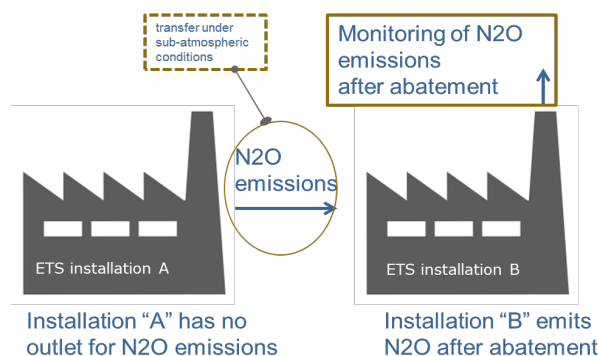 transfer under
sub-atmospheric
conditions
Monitoring of N2O
emissions
after abatement
N2O
emissions
ETS installation A
ETS installation B
Installation “A” has no
outlet for N2O emissions
Installation “B” emits
N2O after abatement